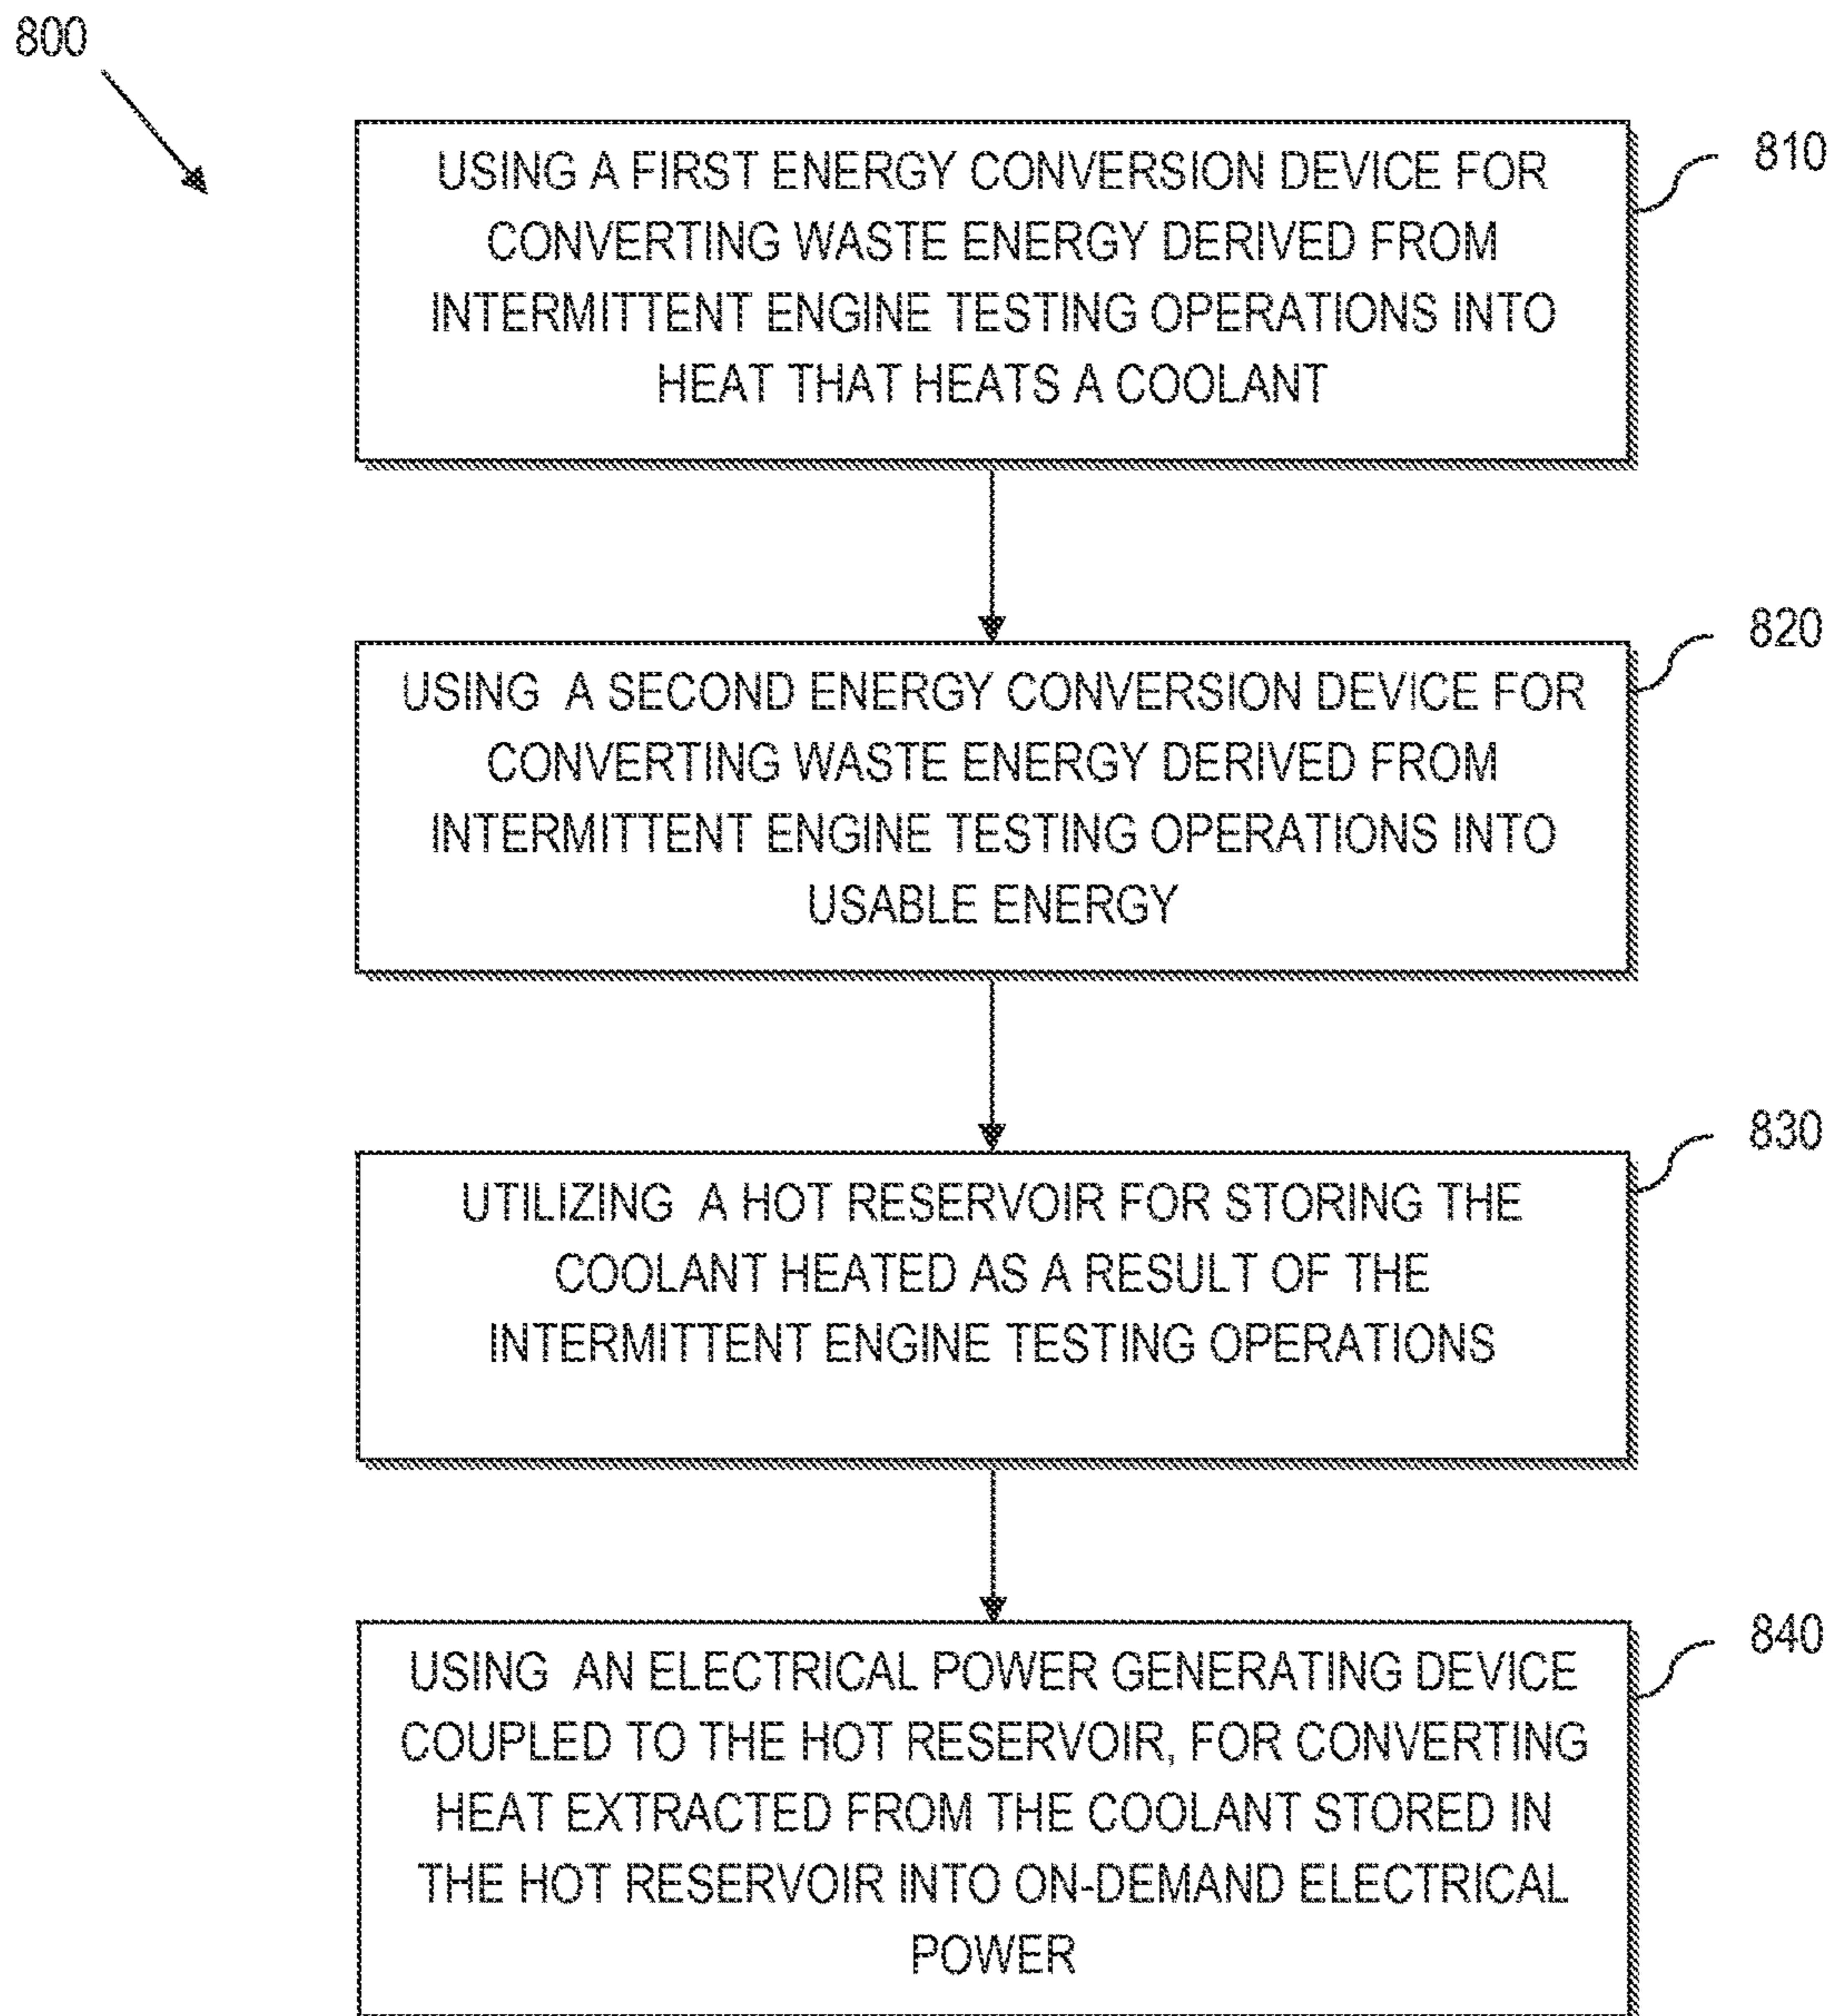 800
USING A FIRST ENERGY CONVERSION DEVICE FOR
CONVERTING WASTE ENERGY DERIVED FROM
INTERMITTENT ENGINE TESTING OPERATIONS INTO
HEAT THAT HEATS A COOLANT
810
USING A SECOND ENERGY CONVERSION DEVICE FOR
CONVERTING WASTE ENERGY DERIVED FROM
INTERMITTENT ENGINE TESTING OPERATIONS INTO
USABLE ENERGY
820
UTILIZING A HOT RESERVOIR FOR STORING THE
COOLANT HEATED AS A RESULT OF THE
INTERMITTENT ENGINE TESTING OPERATIONS
830
USING AN ELECTRICAL POWER GENERATING DEVICE
COUPLED TO THE HOT RESERVOIR, FOR CONVERTING
HEAT EXTRACTED FROM THE COOLANT STORED IN
THE HOT RESERVOIR INTO ON-DEMAND ELECTRICAL
POWER
840